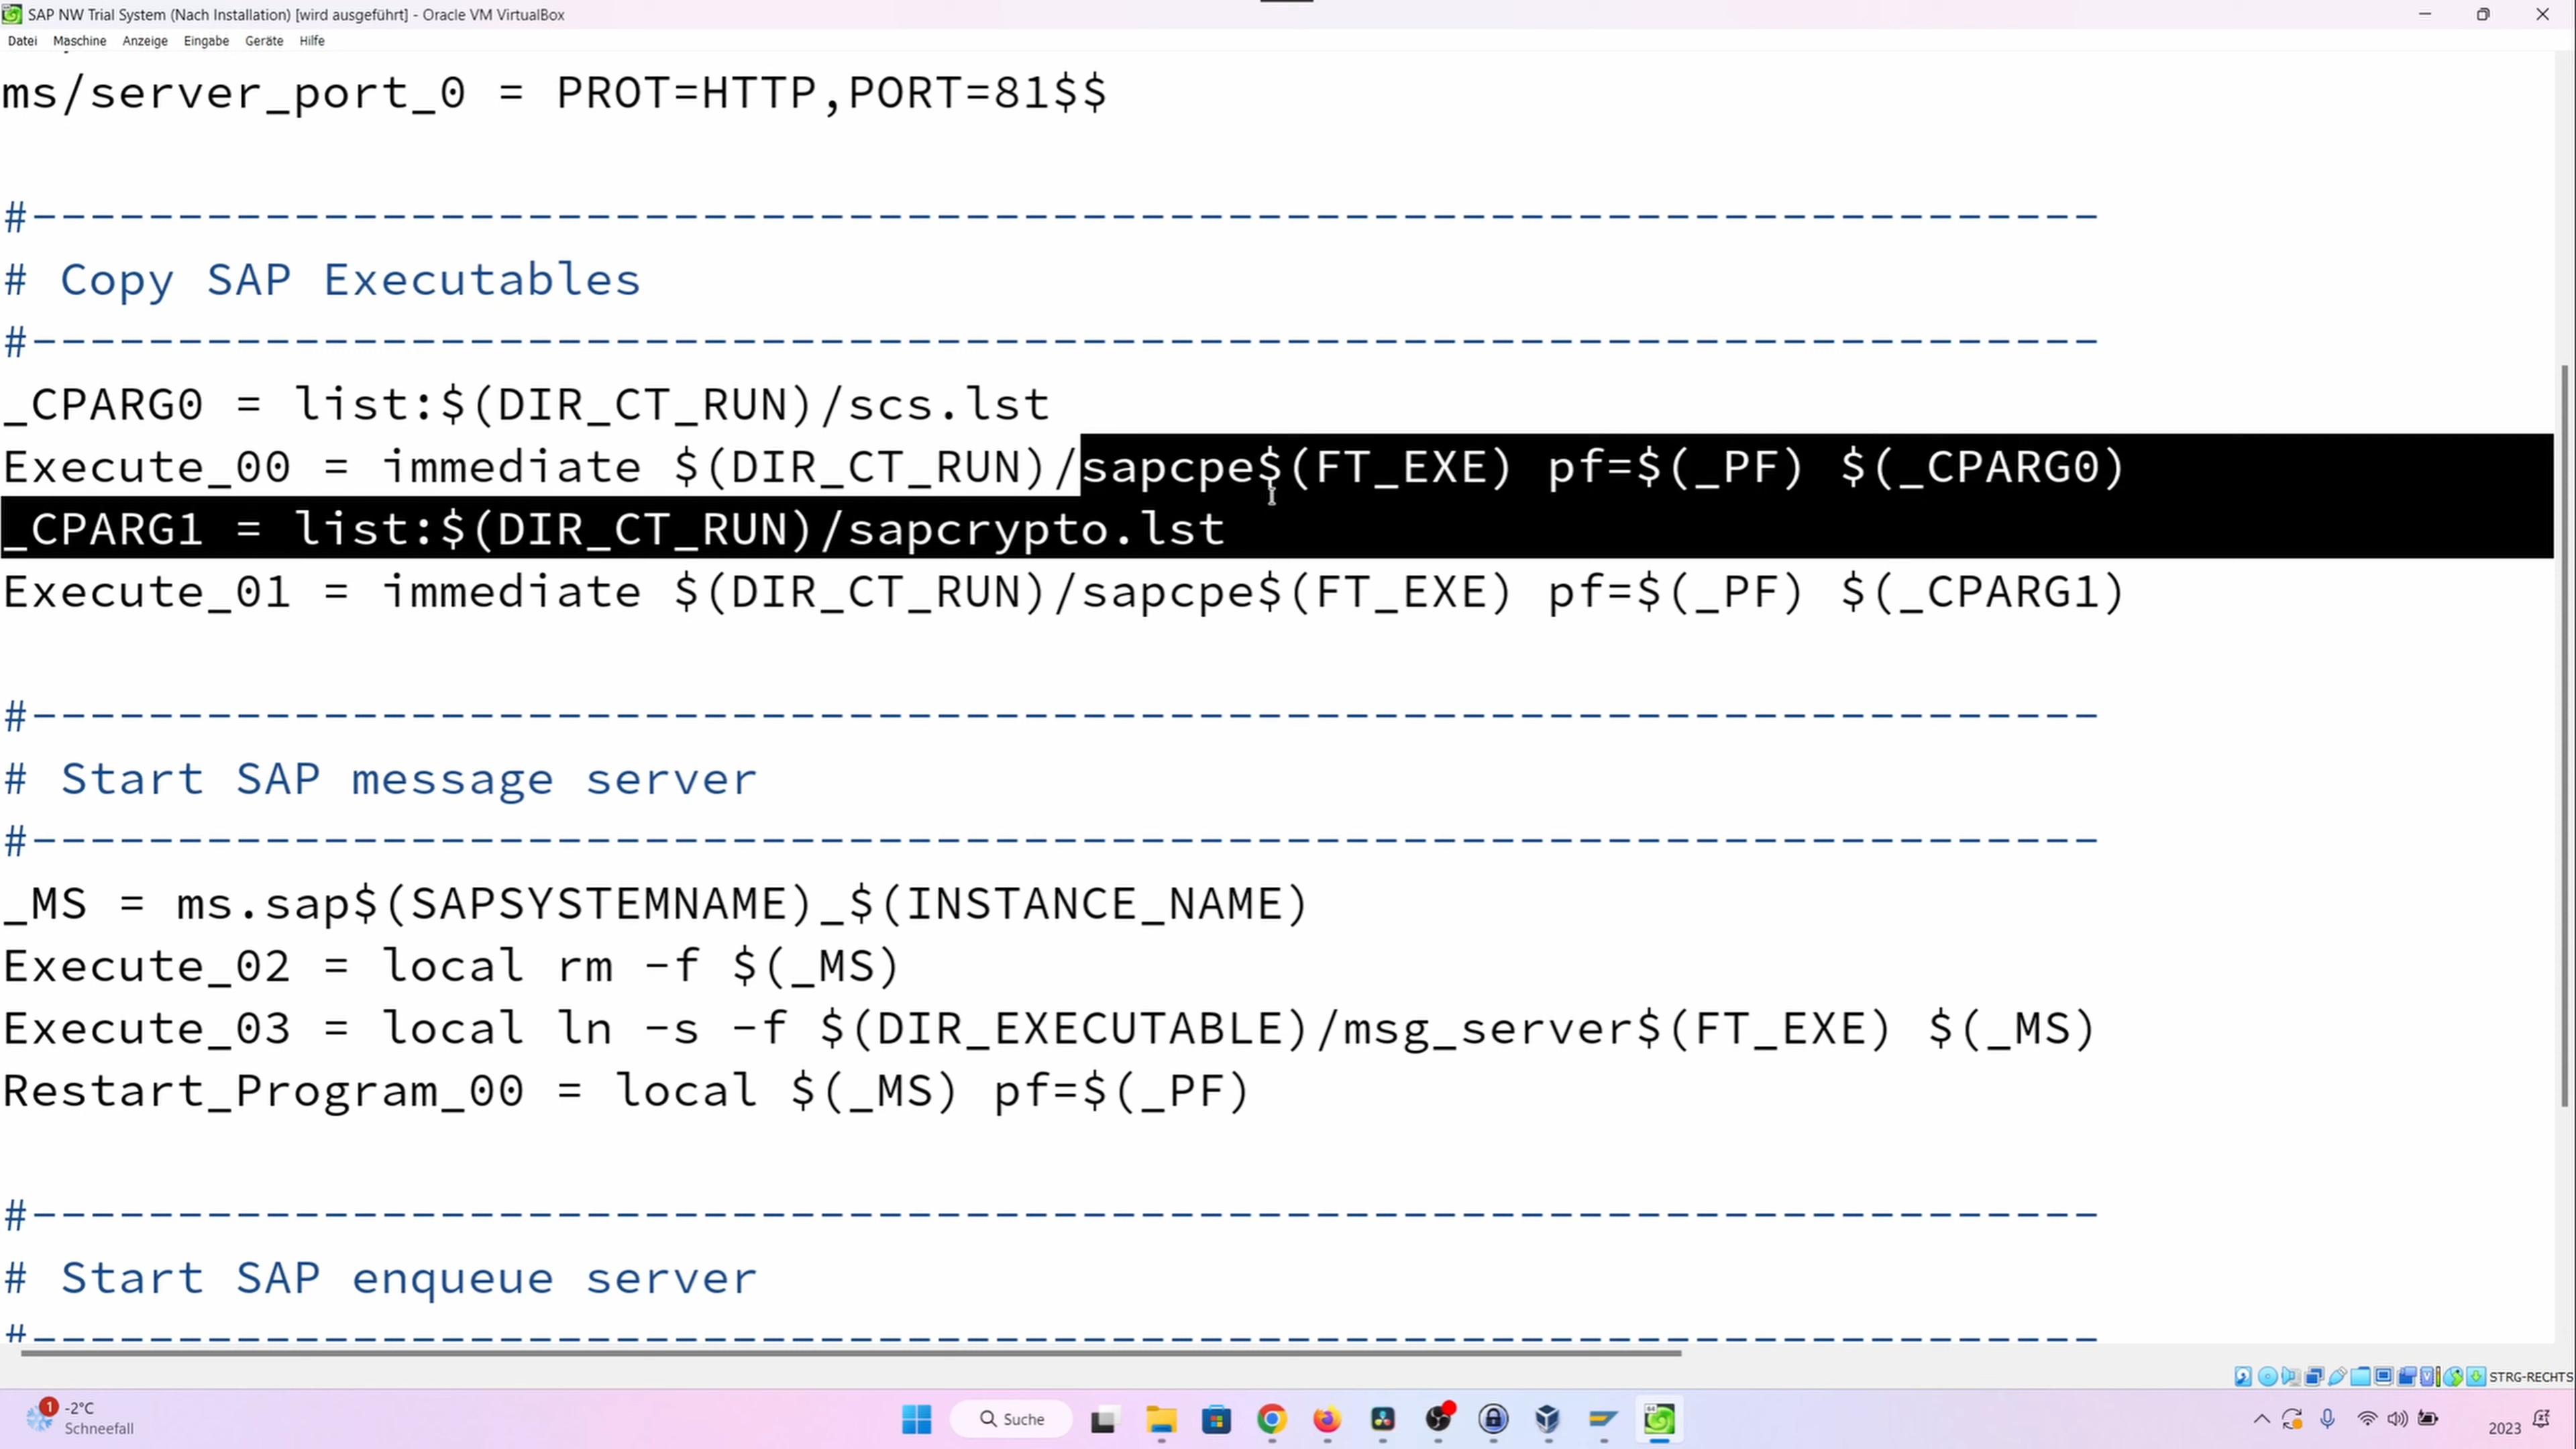 SAP NW Trial System (Nach Installation) [wird ausgeführt] - Oracle VM VirtualBox
Datei Maschine Anzeige Eingabe Geräte Hilfe
ms/server_port_0 = PROT=HTTP,PORT=81$$
#-----------------------------------------------------------------------
# Copy SAP Executables
#-----------------------------------------------------------------------
_CPARG0 = list:$(DIR_CT_RUN)/scs.lst
Execute_00 = immediate $(DIR_CT_RUN)/sapcpe$(FT_EXE) pf=$(_PF) $(_CPARG0)
_CPARG1 = list:$(DIR_CT_RUN)/sapcrypto.lst
Execute_01 = immediate $(DIR_CT_RUN)/sapcpe$(FT_EXE) pf=$(_PF) $(_CPARG1)
#-----------------------------------------------------------------------
# Start SAP message server
#-----------------------------------------------------------------------
_MS = ms.sap$(SAPSYSTEMNAME)_$(INSTANCE_NAME)
Execute_02 = local rm -f $(_MS)
Execute_03 = local ln -s -f $(DIR_EXECUTABLE)/msg_server$(FT_EXE) $(_MS)
Restart_Program_00 = local $(_MS) pf=$(_PF)
#-----------------------------------------------------------------------
# Start SAP enqueue server
#-----------------------------------------------------------------------
STRG-RECHTS
1
-2°C
Schneefall
Suche
2023